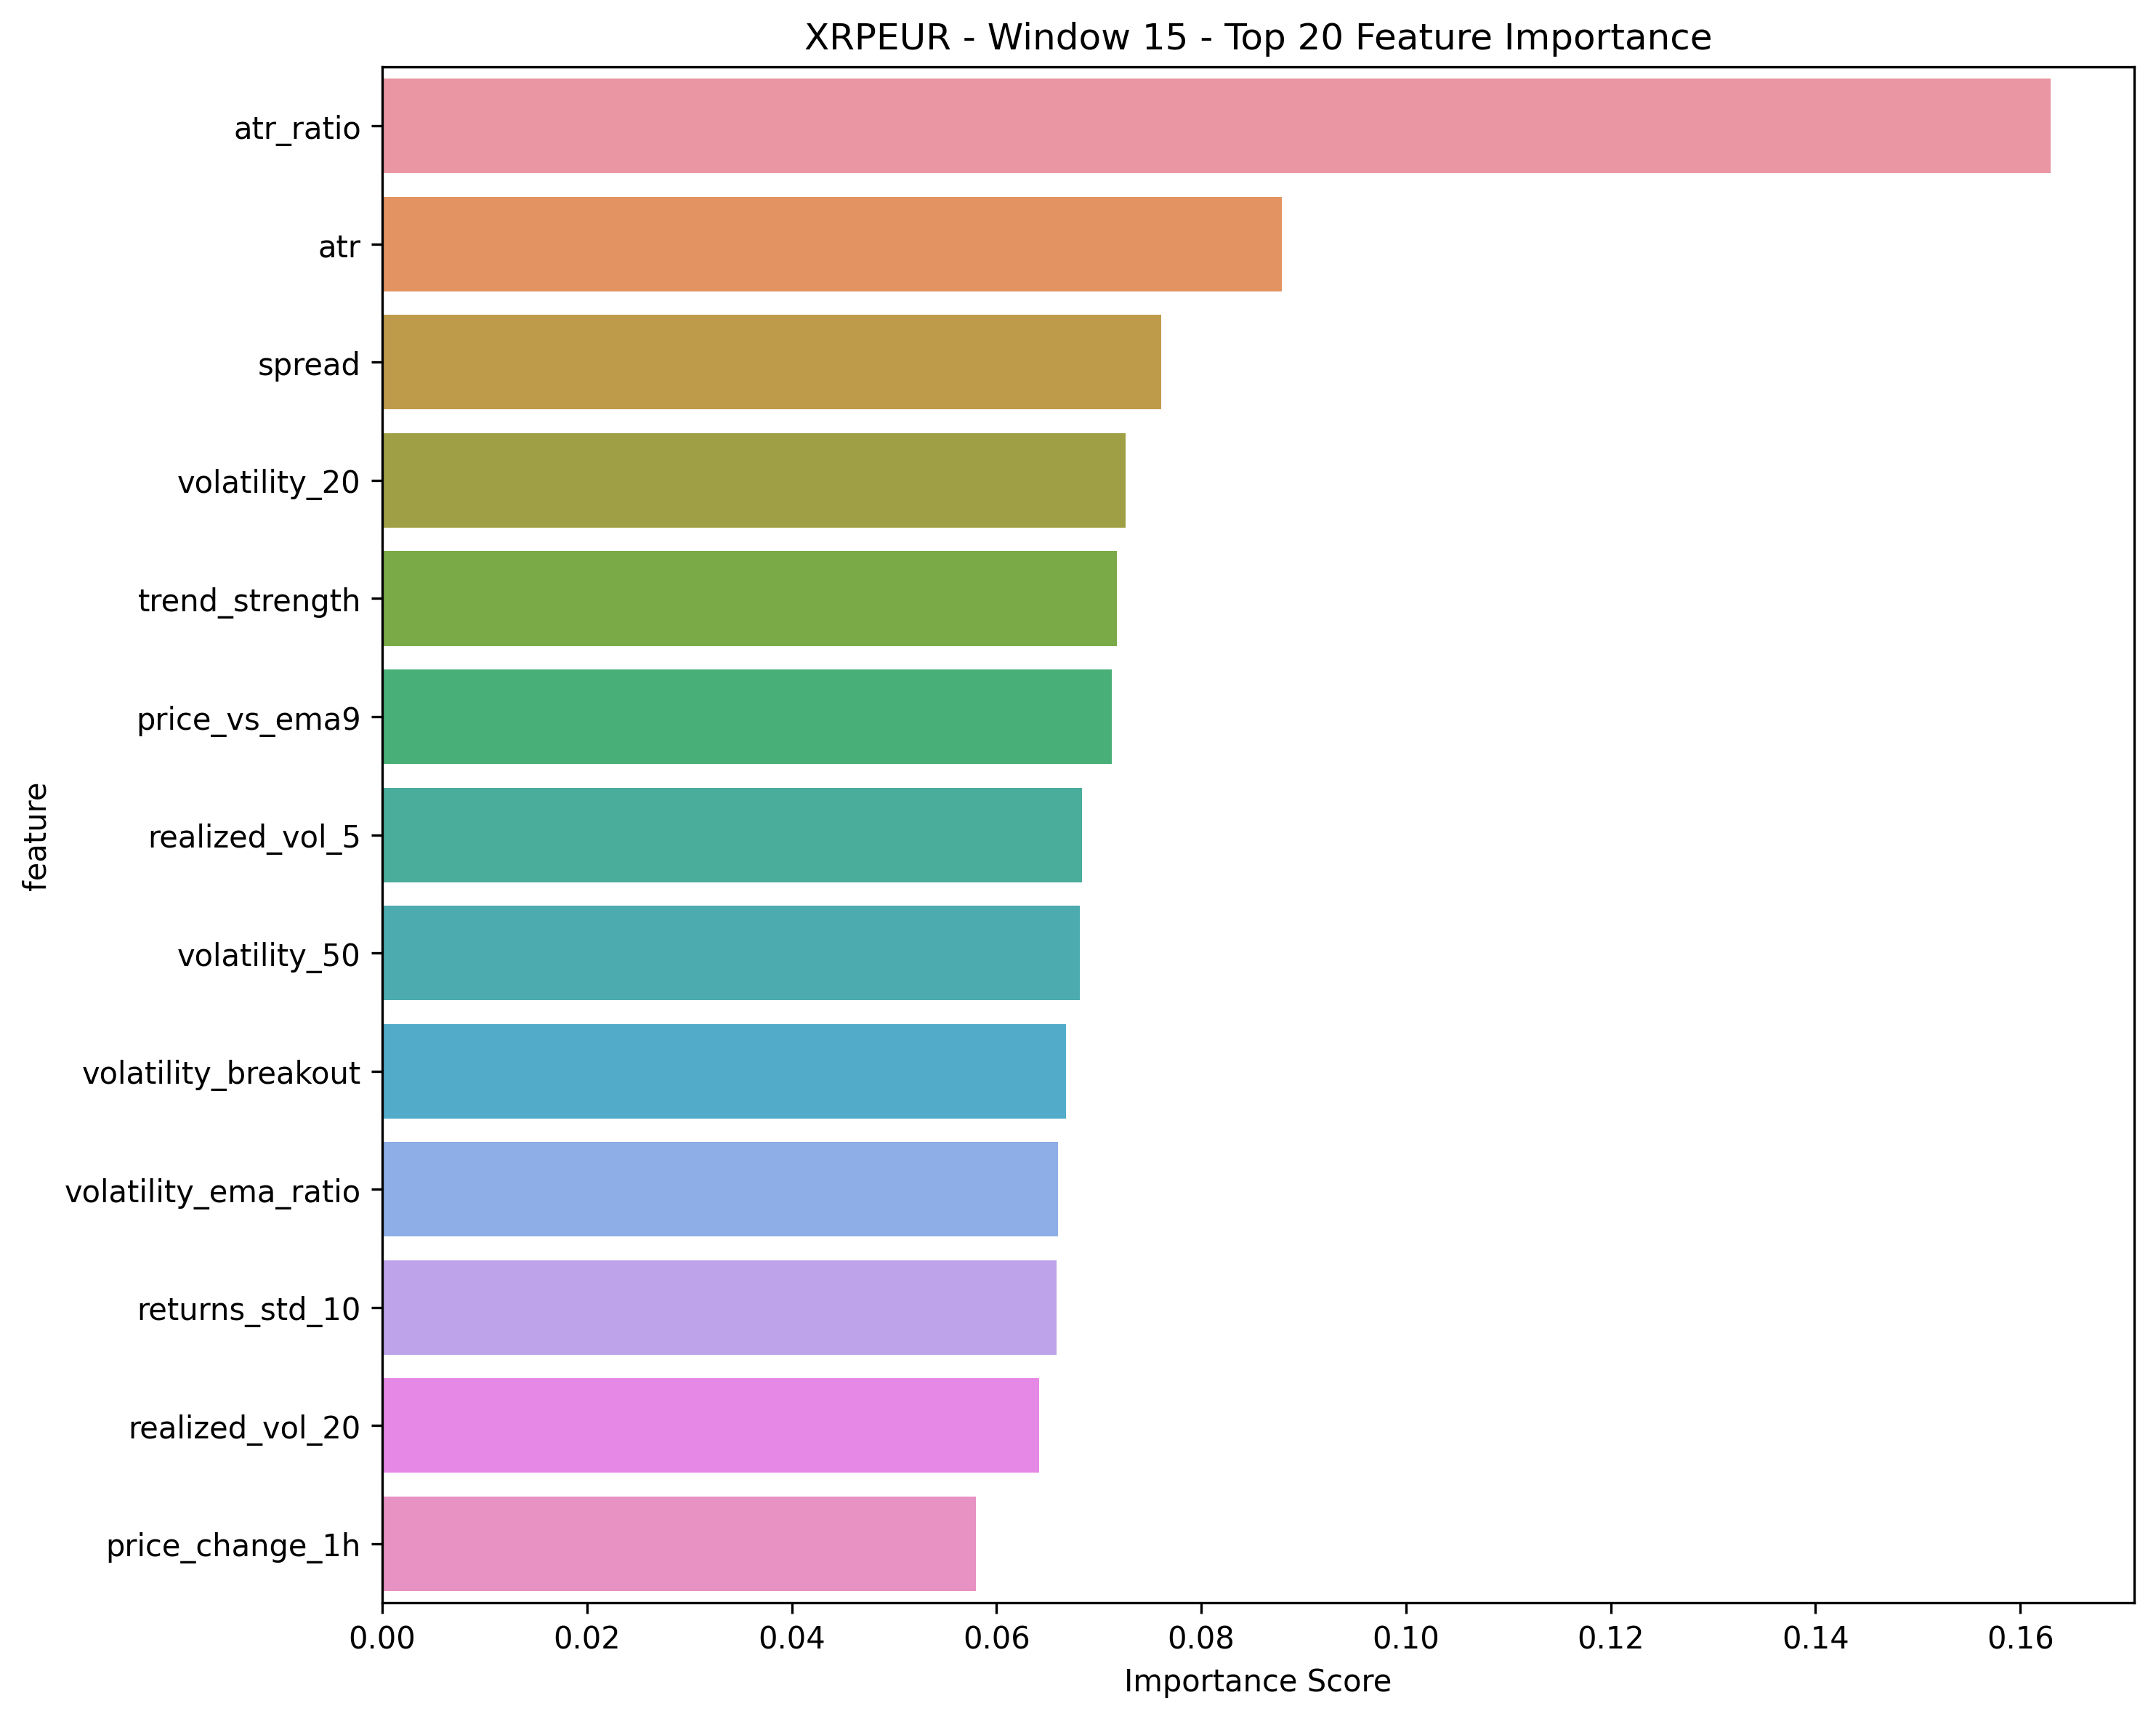 XRPEUR - Window 15 - Top 20 Feature Importance
atr_ratio
atr
spread
volatility_20
trend_strength
price_vs_ema9
realized_vol_5
volatility_50
volatility_breakout
volatility_ema_ratio
returns_std_10
realized_vol_20
price_change_1h
feature
0.00 0.02 0.04 0.06 0.08 0.10 0.12 0.14 0.16
Importance Score